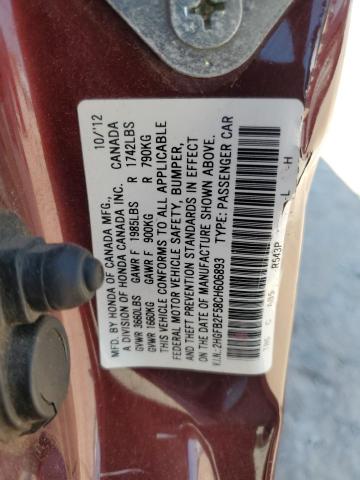 MFD. BY HONDA OF CANADA MFG., 10/'12
A DIVISION OF HONDA CANADA INC. CANADA
GVWR 3660LBS GAWR F 1985LBS R 1742LBS
GVWR 1660KG GAWR F 900KG R 790KG
THIS VEHICLE CONFORMS TO ALL APPLICABLE
FEDERAL MOTOR VEHICLE SAFETY, BUMPER,
AND THEFT PREVENTION STANDARDS IN EFFECT
ON THE DATE OF MANUFACTURE SHOWN ABOVE.
V.I.N.: 2HGFB2F58CH606893 TYPE: PASSENGER CAR
R543P